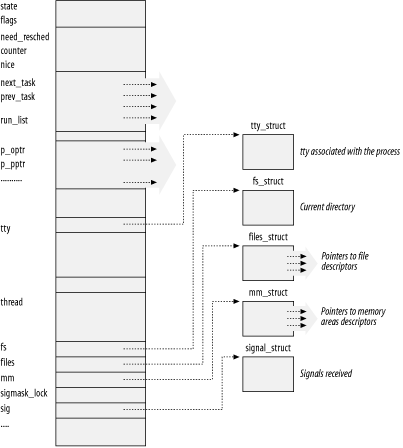 state
flags
need_resched
counter
nice
next_task
prev_task
run_list
p_optr
p_pptr
..........
tty
thread
fs
files
mm
sigmask_lock
sig
....
tty_struct
tty associated with the process
fs_struct
Current directory
files_struct
Pointers to file
descriptors
mm_struct
Pointers to memory
areas descriptors
signal_struct
Signals received